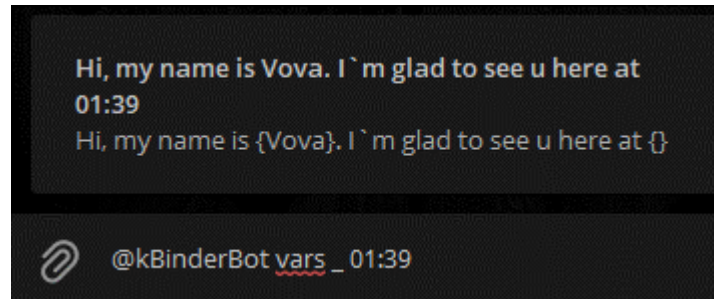 Hi, my name is Vova. I`m glad to see u here at
01:39
Hi, my name is {Vova}. I`m glad to see u here at {}
@kBinderBot vars _ 01:39